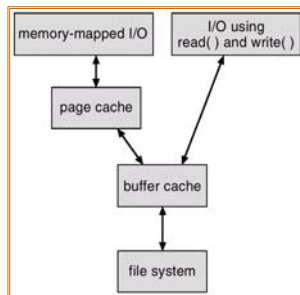 memory-mapped I/O
I/O using
read( ) and write( )
page cache
buffer cache
file system